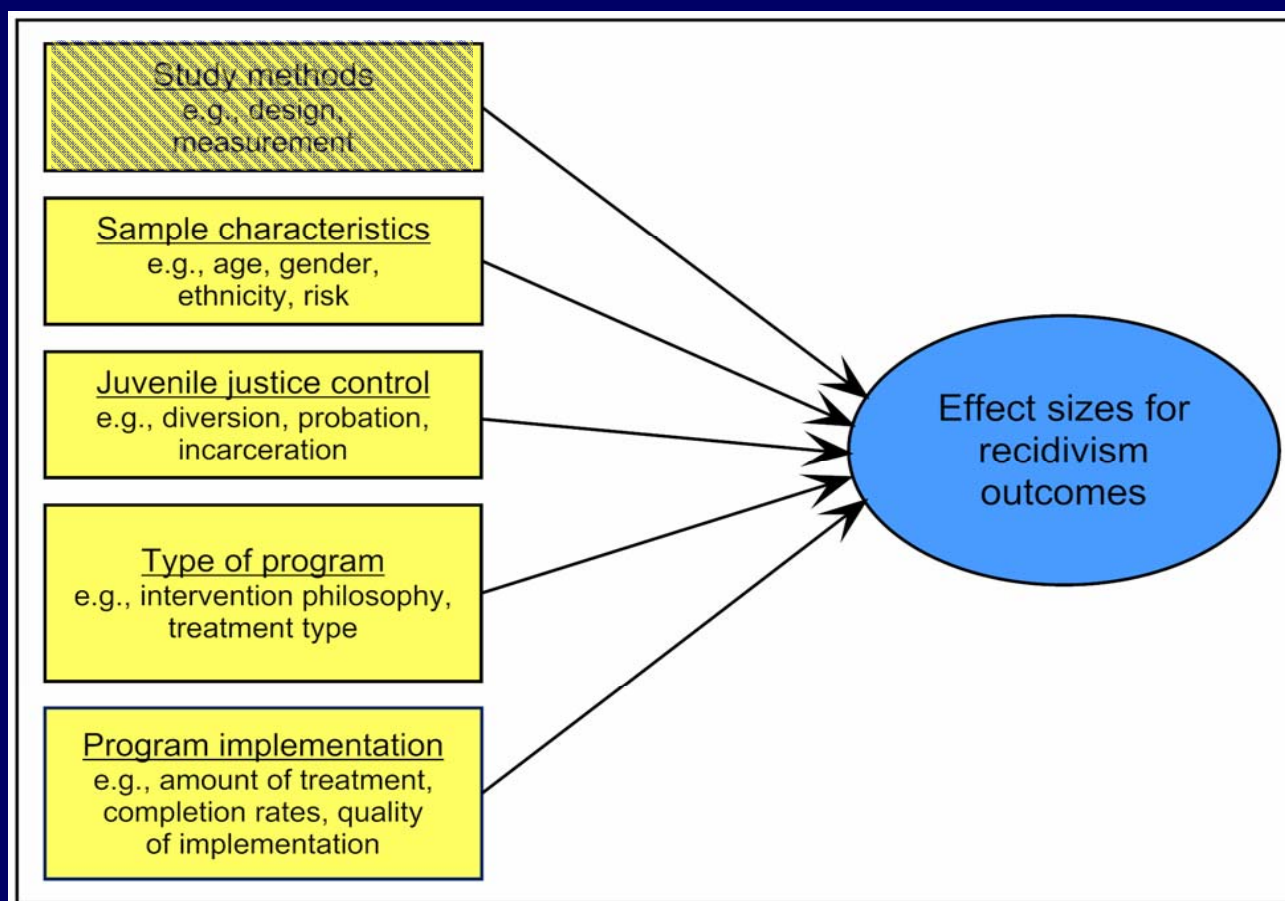 Study methods
e.g., design,
measurement
Sample characteristics
e.g., age, gender,
ethnicity, risk
Juvenile justice control
e.g., diversion, probation,
incarceration
Type of program
e.g., intervention philosophy,
treatment type
Program implementation
e.g., amount of treatment,
completion rates, quality
of implementation
Effect sizes for
recidivism
outcomes